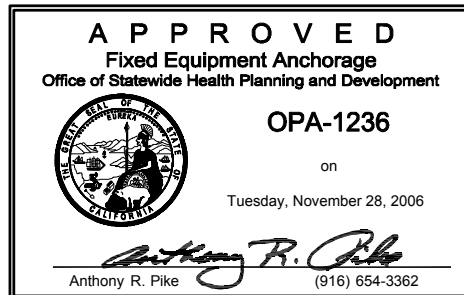 APPROVED
Fixed Equipment Anchorage
Office of Statewide Health Planning and Development
THE GREAT SEAL OF THE STATE OF CALIFORNIA
EUREKA
OPA-1236
on
Tuesday, November 28, 2006
Anthony R. Pike
Anthony R. Pike (916) 654-3362